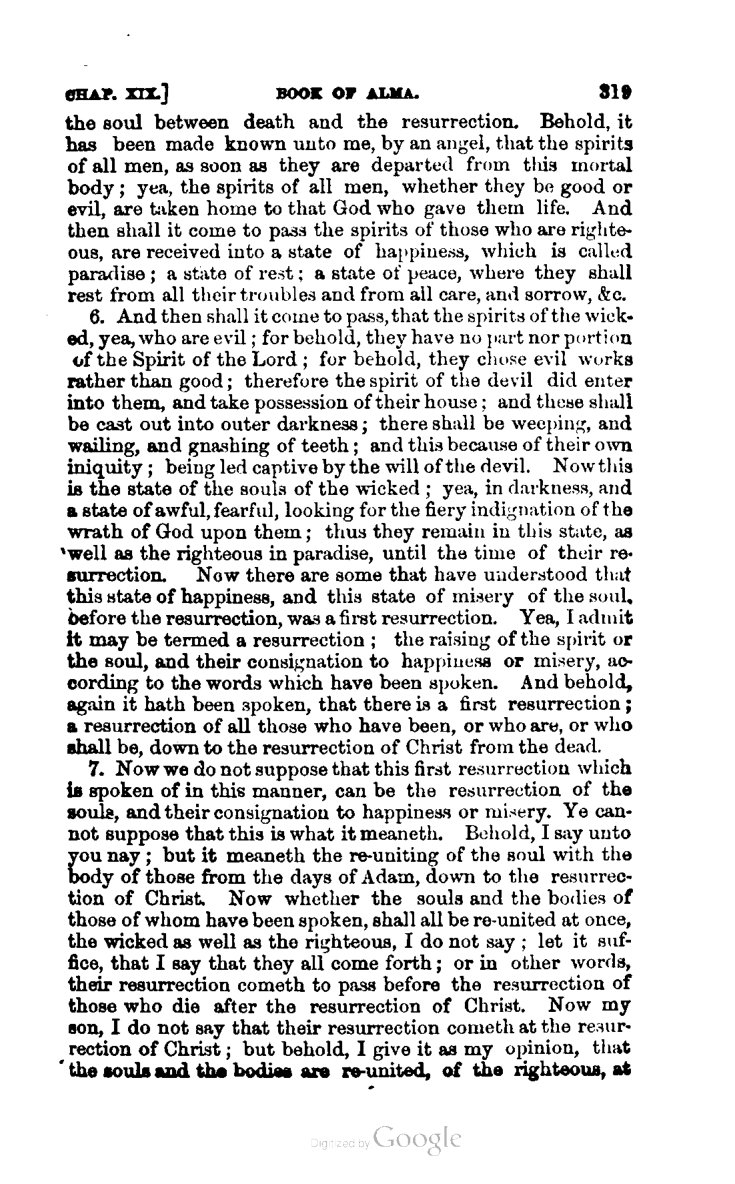 CHAP. XIX.] BOOK OF ALMA. 319
the soul between death and the resurrection. Behold, it
has been made known unto me, by an angel, that the spirits
of all men, as soon as they are departed from this mortal
body; yea, the spirits of all men, whether they be good or
evil, are taken home to that God who gave them life. And
then shall it come to pass the spirits of those who are righte-
ous, are received into a state of happiness, which is called
paradise; a state of rest; a state of peace, where they shall
rest from all their troubles and from all care, and sorrow, &c.
6. And then shall it come to pass, that the spirits of the wick-
ed, yea, who are evil; for behold, they have no part nor portion
of the Spirit of the Lord; for behold, they chose evil works
rather than good; therefore the spirit of the devil did enter
into them, and take possession of their house; and these shall
be cast out into outer darkness; there shall be weeping, and
wailing, and gnashing of teeth; and this because of their own
iniquity; being led captive by the will of the devil. Now this
is the state of the souls of the wicked; yea, in darkness, and
a state of awful, fearful, looking for the fiery indignation of the
wrath of God upon them; thus they remain in this state, as
well as the righteous in paradise, until the time of their re-
surrection. Now there are some that have understood that
this state of happiness, and this state of misery of the soul,
before the resurrection, was a first resurrection. Yea, I admit
it may be termed a resurrection; the raising of the spirit or
the soul, and their consignation to happiness or misery, ac-
cording to the words which have been spoken. And behold,
again it hath been spoken, that there is a first resurrection;
a resurrection of all those who have been, or who are, or who
shall be, down to the resurrection of Christ from the dead.
7. Now we do not suppose that this first resurrection which
is spoken of in this manner, can be the resurrection of the
souls, and their consignation to happiness or misery. Ye can-
not suppose that this is what it meaneth. Behold, I say unto
you nay; but it meaneth the re-uniting of the soul with the
body of those from the days of Adam, down to the resurrec-
tion of Christ. Now whether the souls and the bodies of
those of whom have been spoken, shall all be re-united at once,
the wicked as well as the righteous, I do not say; let it suf-
fice, that I say that they all come forth; or in other words,
their resurrection cometh to pass before the resurrection of
those who die after the resurrection of Christ. Now my
son, I do not say that their resurrection cometh at the resur-
rection of Christ; but behold, I give it as my opinion, that
the souls and the bodies are re-united, of the righteous, at
Digitized by Google